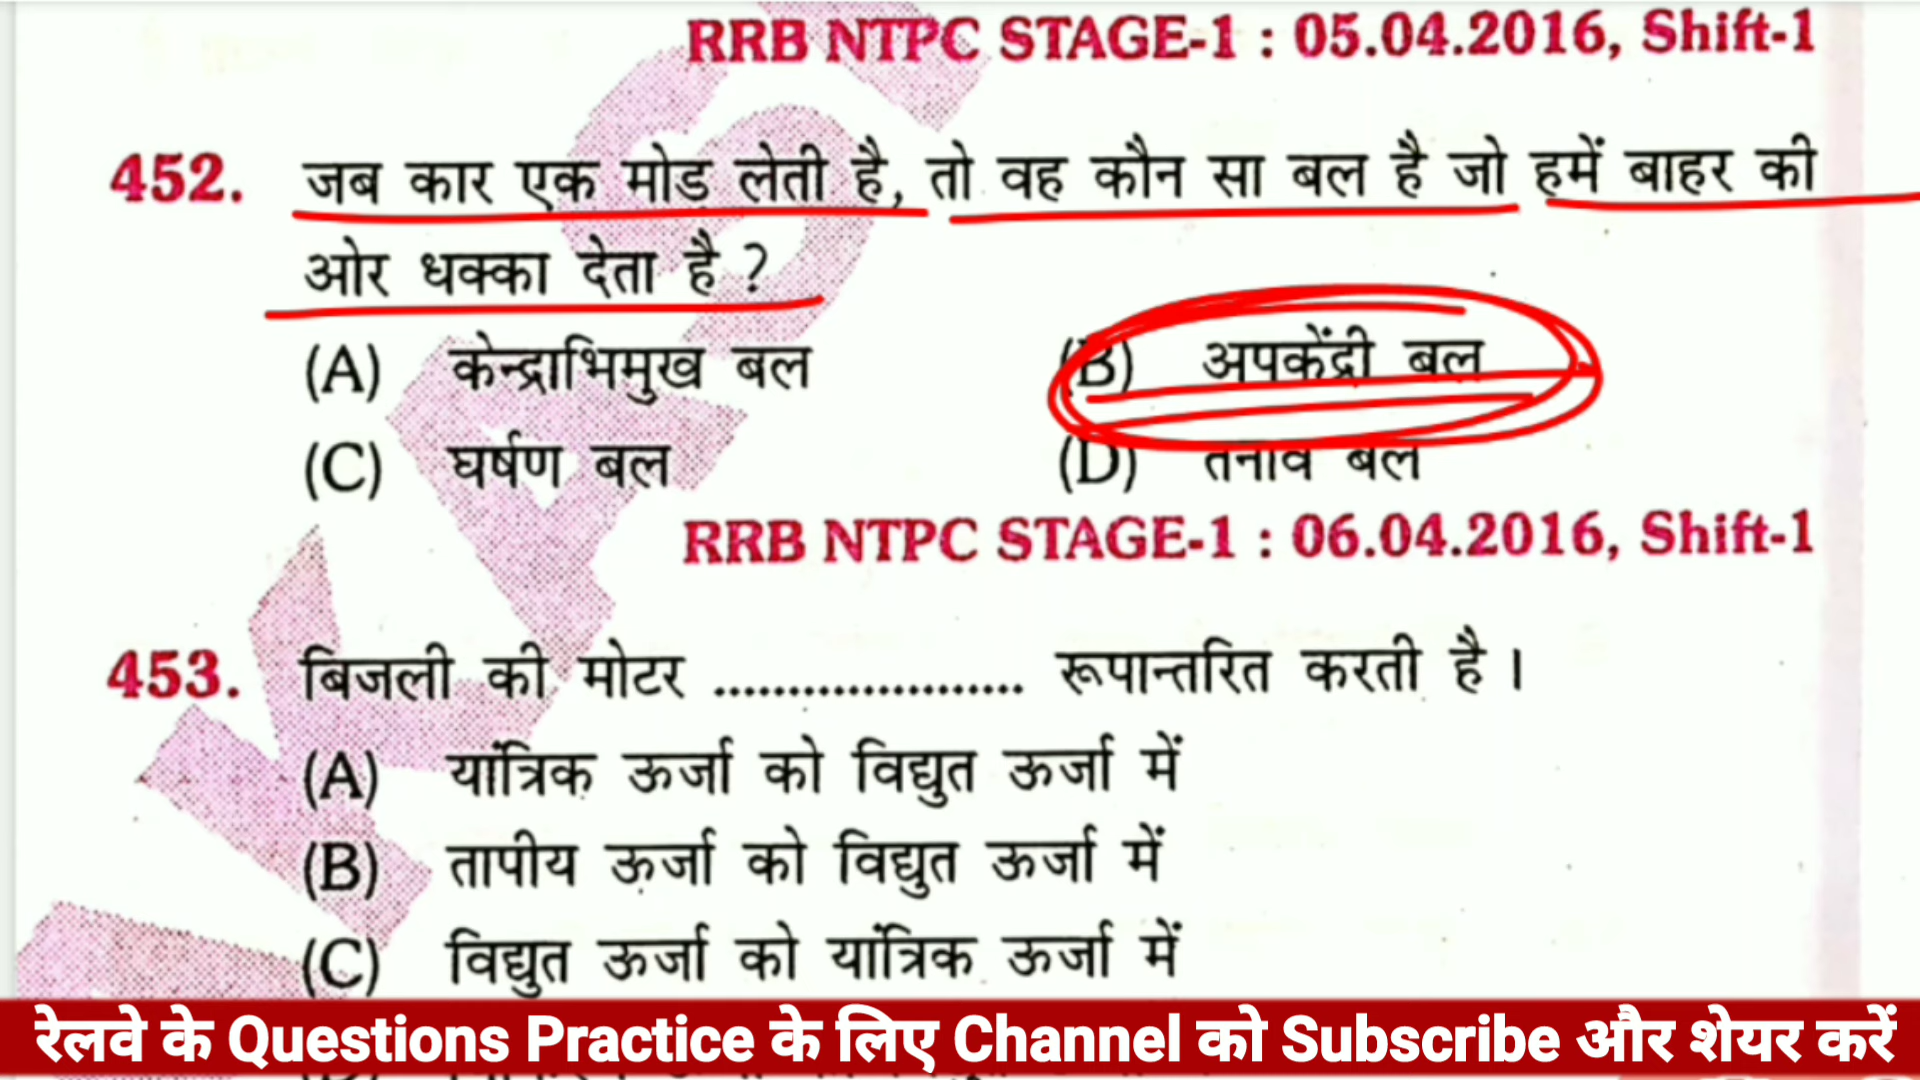 RRB NTPC STAGE-1 : 05.04.2016, Shift-1
452. जब कार एक मोड़ लेती है, तो वह कौन सा बल है जो हमें बाहर की
ओर धक्का देता है ?
(A) केन्द्राभिमुख बल (B) अपकेंद्री बल
(C) घर्षण बल (D) तनाव बल
RRB NTPC STAGE-1 : 06.04.2016, Shift-1
453. बिजली की मोटर ..................... रूपान्तरित करती है ।
(A) यांत्रिक ऊर्जा को विद्युत ऊर्जा में
(B) तापीय ऊर्जा को विद्युत ऊर्जा में
(C) विद्युत ऊर्जा को यांत्रिक ऊर्जा में
रेलवे के Questions Practice के लिए Channel को Subscribe और शेयर करें